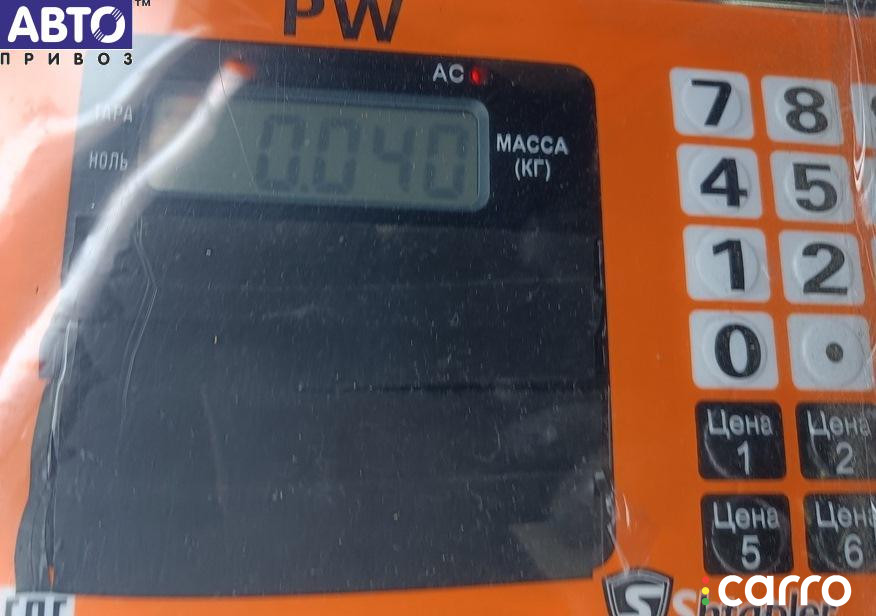 АВТО™
ПРИВОЗ
PW
AC
ТАРА
НОЛЬ
0.040
МАССА
(КГ)
7 8
4 5
1 2
0 .
Цена 1
Цена 2
Цена 5
Цена 6
carro